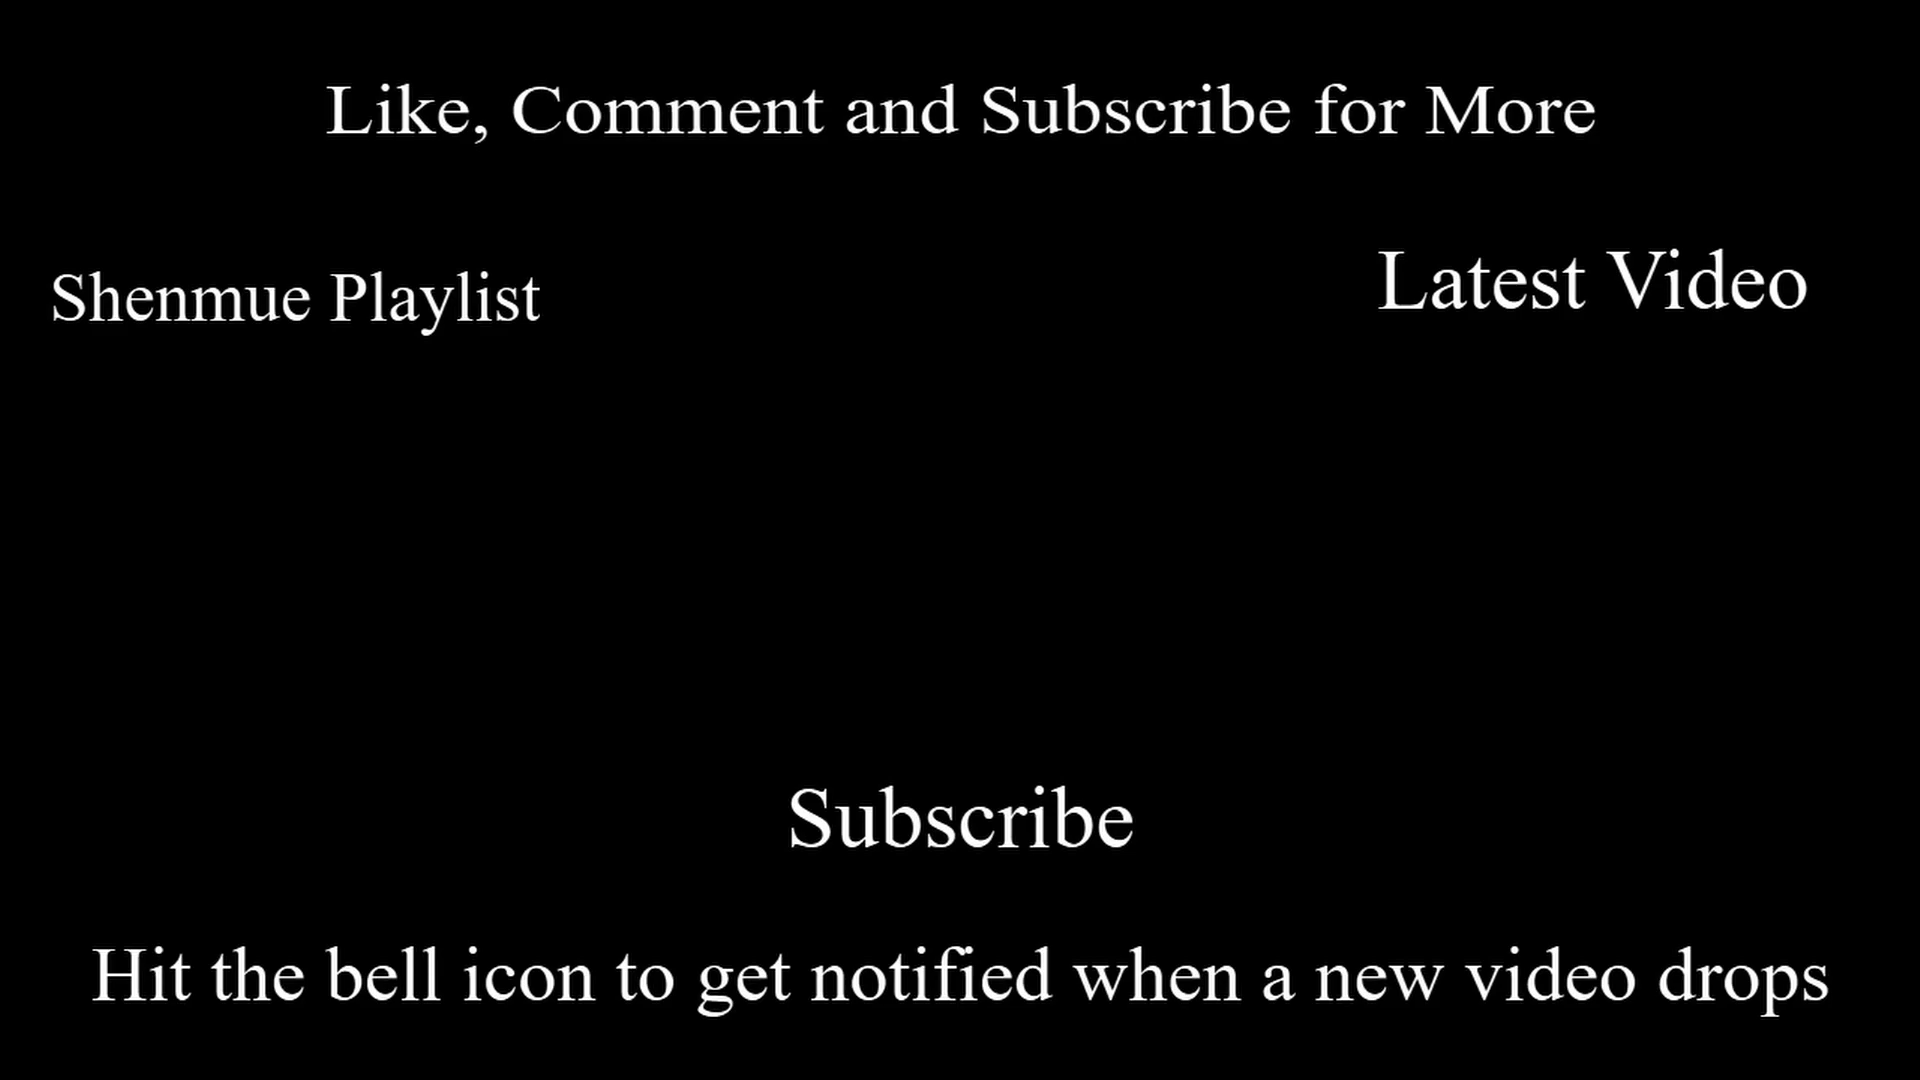 Like, Comment and Subscribe for More
Shenmue Playlist
Latest Video
Subscribe
Hit the bell icon to get notified when a new video drops